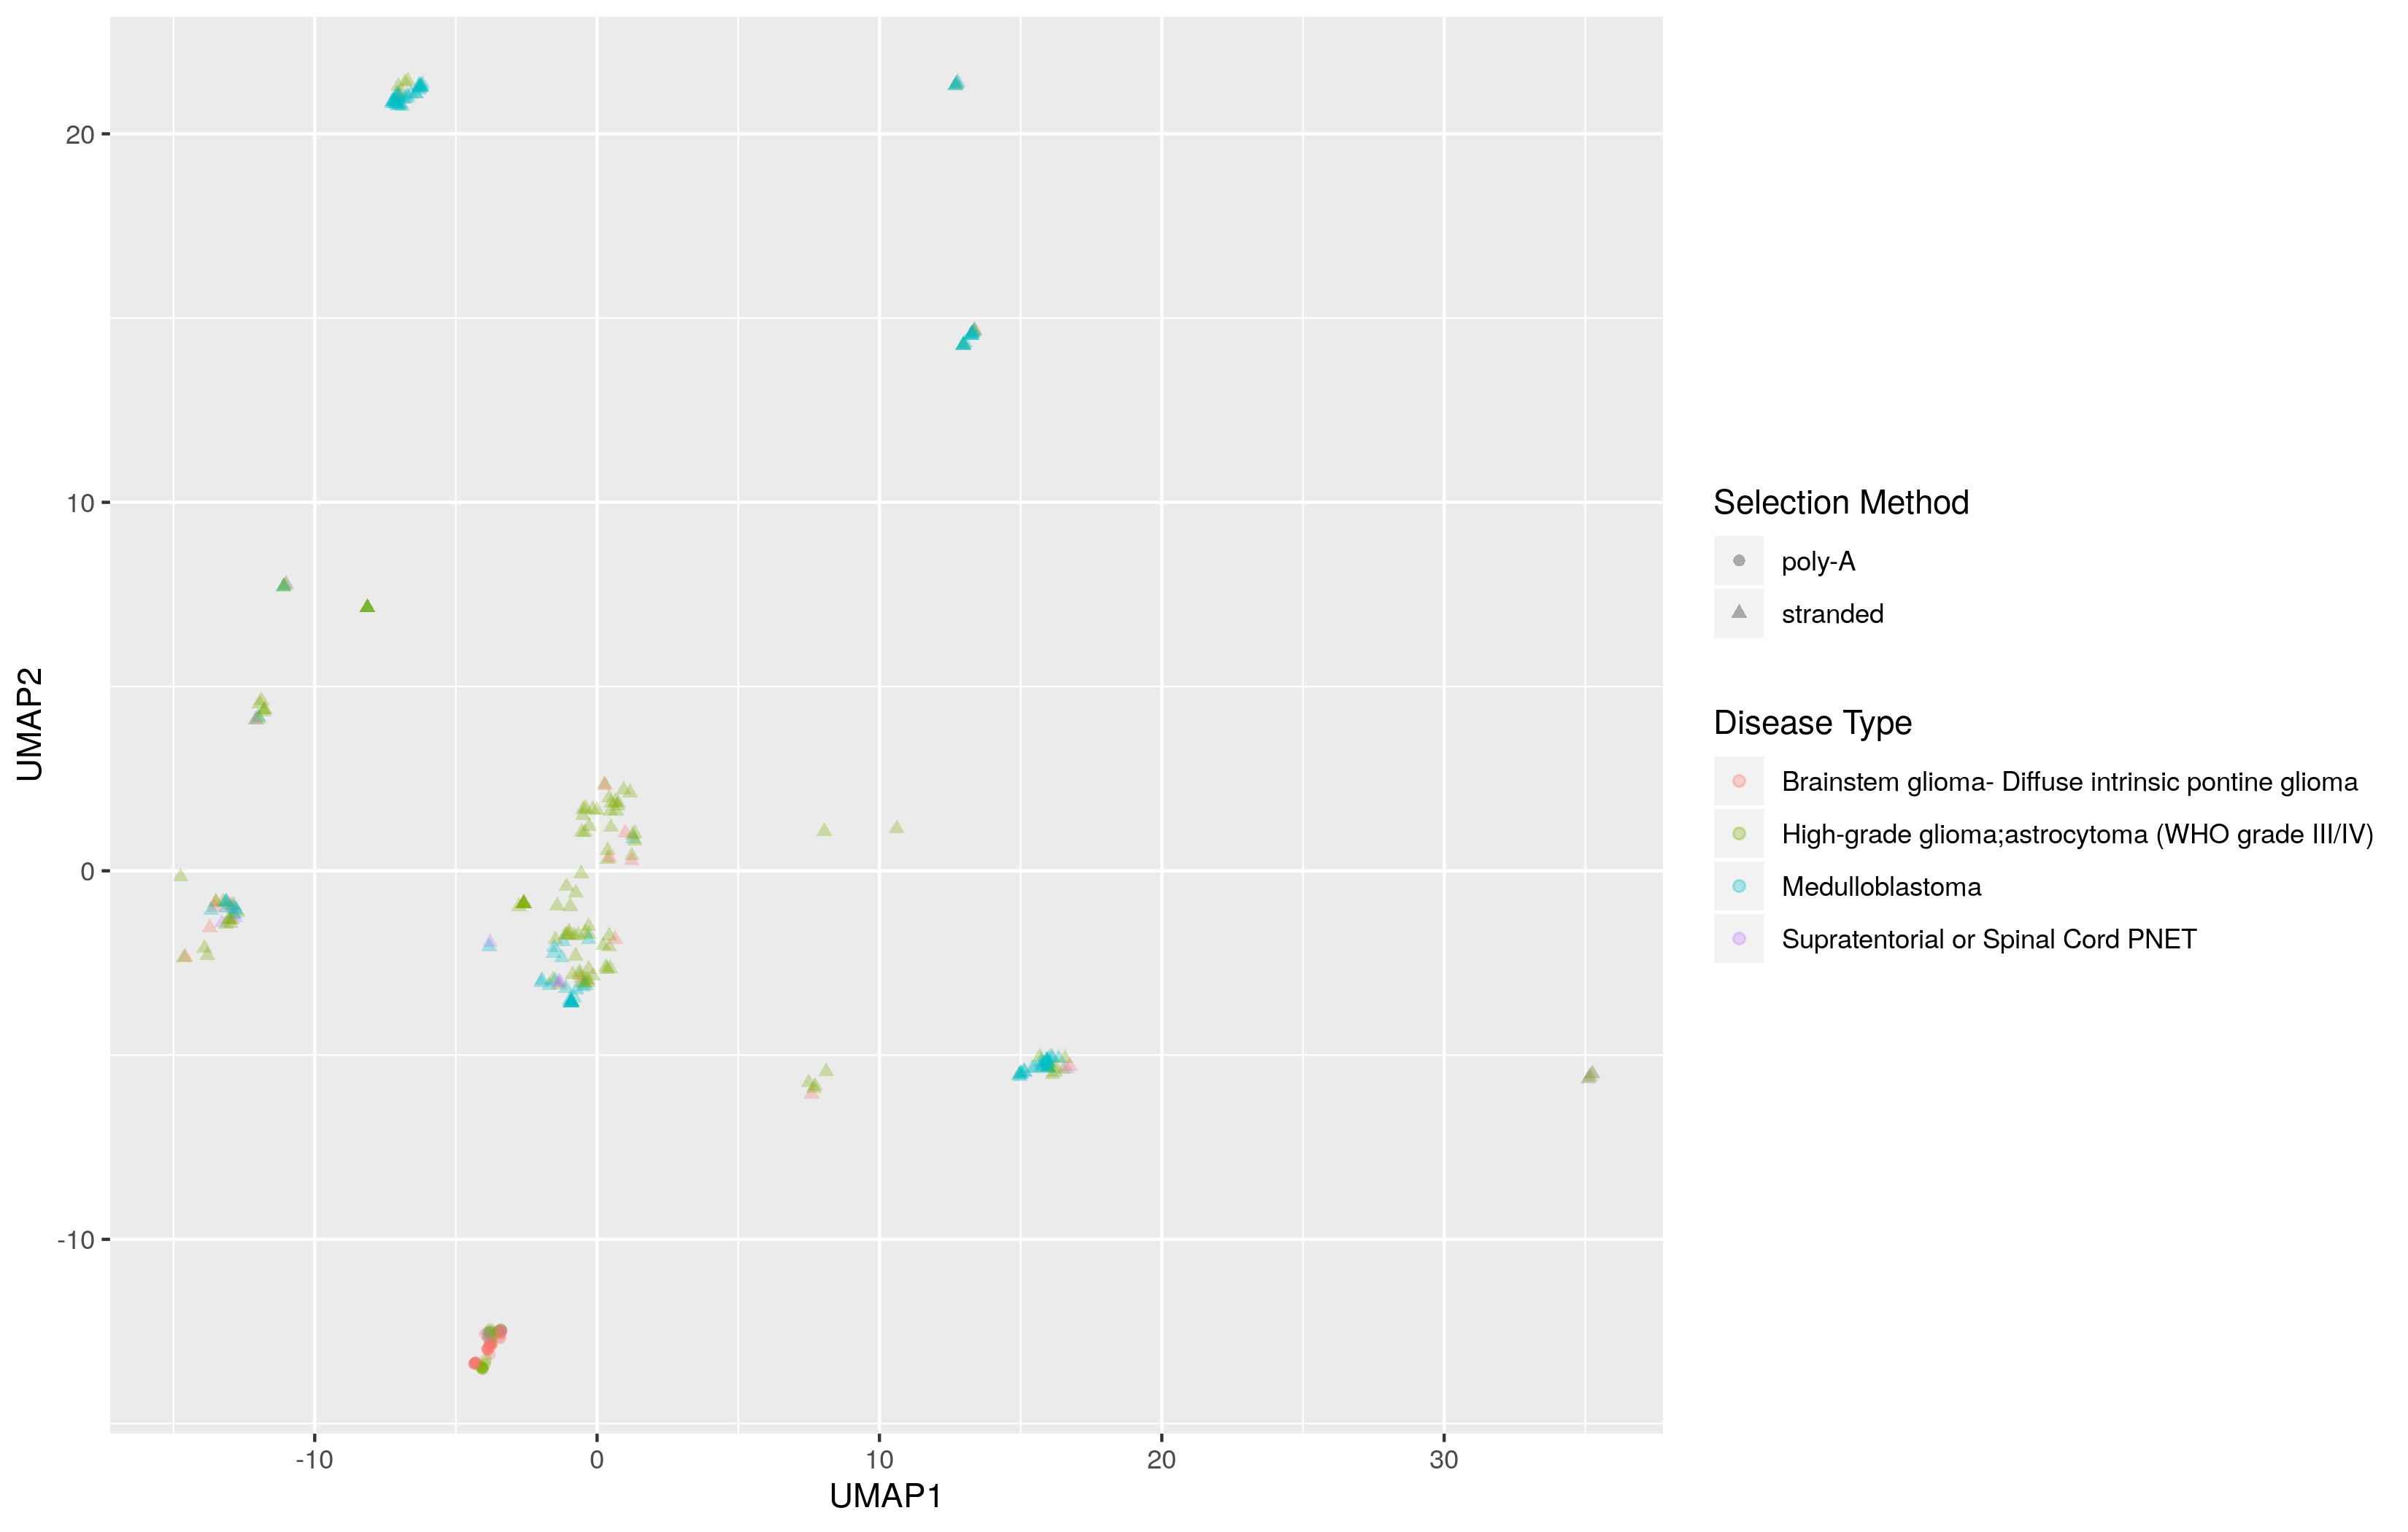 20
10
0
-10
-10
0
10
20
30
UMAP1
UMAP2
Selection Method
poly-A
stranded
Disease Type
Brainstem glioma- Diffuse intrinsic pontine glioma
High-grade glioma;astrocytoma (WHO grade III/IV)
Medulloblastoma
Supratentorial or Spinal Cord PNET